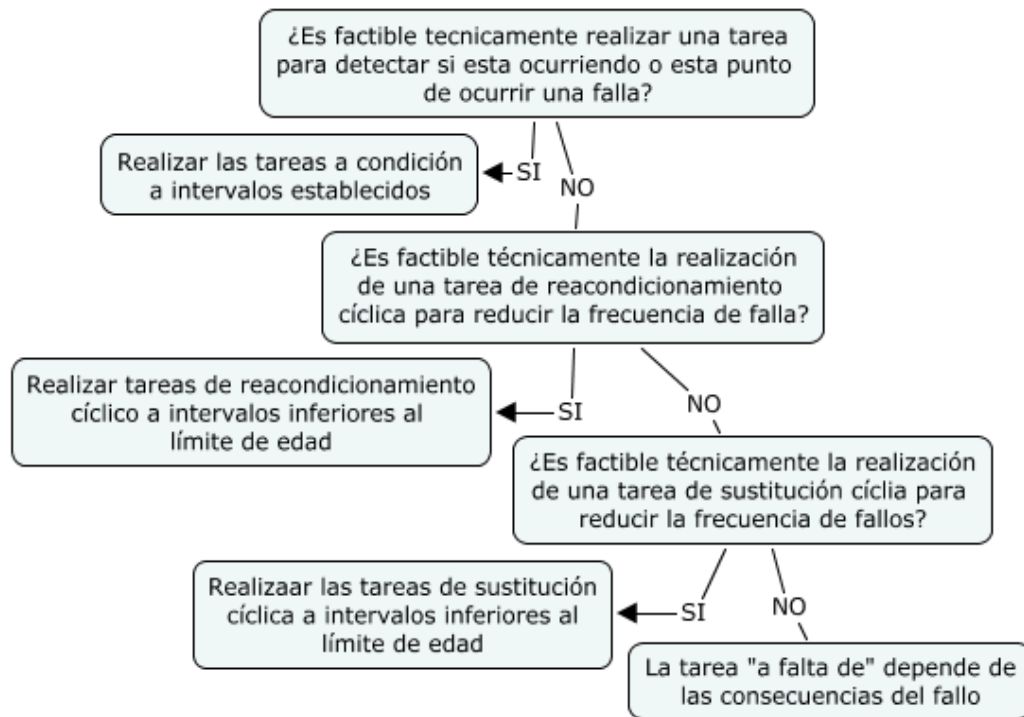 ¿Es factible tecnicamente realizar una tarea
para detectar si esta ocurriendo o esta punto
de ocurrir una falla?
Realizar las tareas a condición
a intervalos establecidos
SI
NO
¿Es factible técnicamente la realización
de una tarea de reacondicionamiento
cíclica para reducir la frecuencia de falla?
Realizar tareas de reacondicionamiento
cíclico a intervalos inferiores al
límite de edad
SI
NO
¿Es factible técnicamente la realización
de una tarea de sustitución cíclia para
reducir la frecuencia de fallos?
Realizaar las tareas de sustitución
cíclica a intervalos inferiores al
límite de edad
SI
NO
La tarea "a falta de" depende de
las consecuencias del fallo